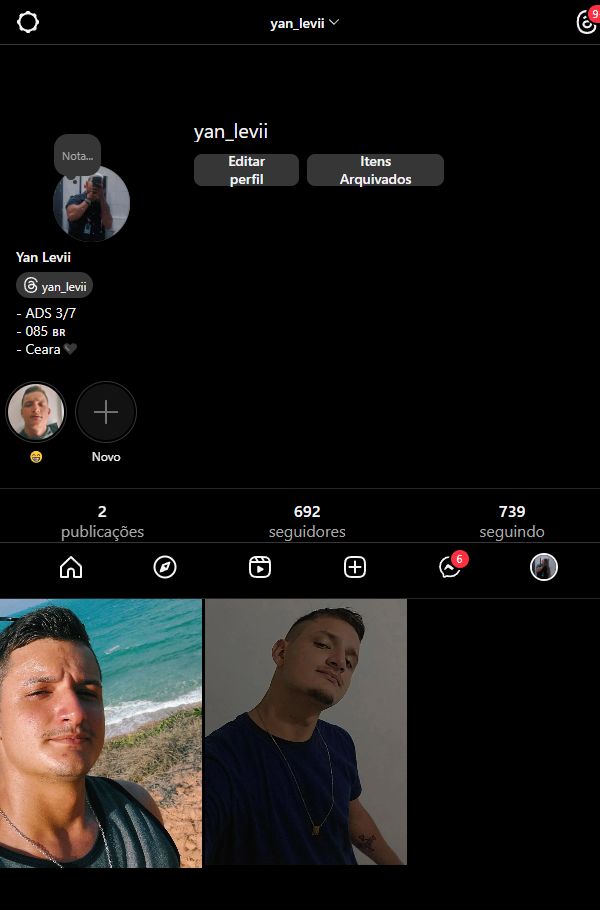 yan_levii
9
Nota...
yan_levii
Editar
perfil
Itens
Arquivados
Yan Levii
yan_levii
- ADS 3/7
- 085 BR
- Ceara🖤
😁
Novo
2
publicações
692
seguidores
739
seguindo
6